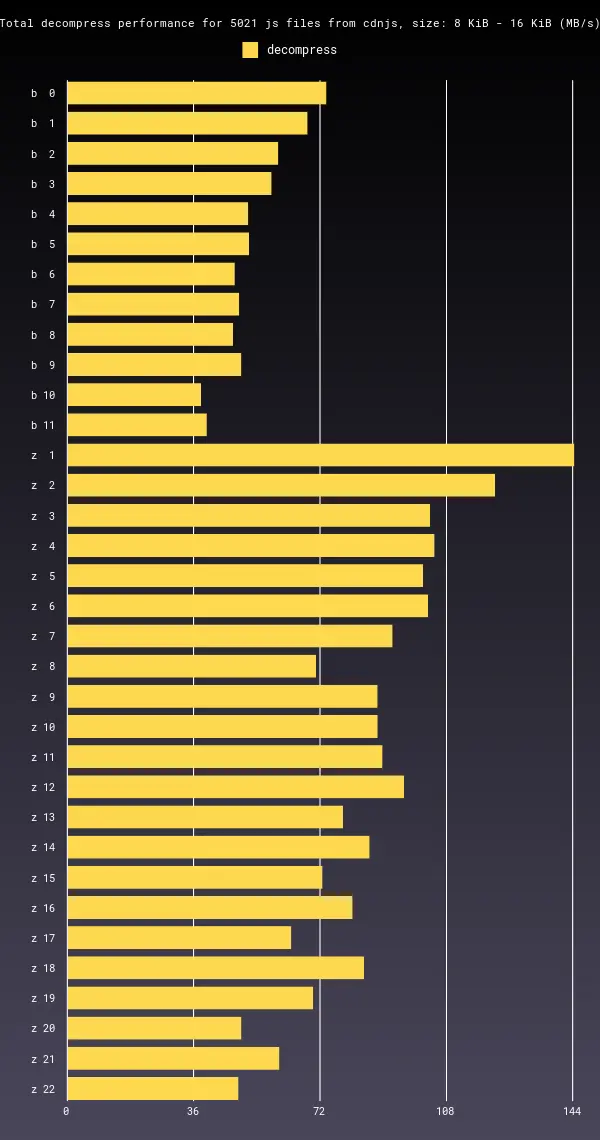 Total decompress performance for 5021 js files from cdnjs, size: 8 KiB - 16 KiB (MB/s)
decompress
b 0
b 1
b 2
b 3
b 4
b 5
b 6
b 7
b 8
b 9
b 10
b 11
z 1
z 2
z 3
z 4
z 5
z 6
z 7
z 8
z 9
z 10
z 11
z 12
z 13
z 14
z 15
z 16
z 17
z 18
z 19
z 20
z 21
z 22
0 36 72 108 144